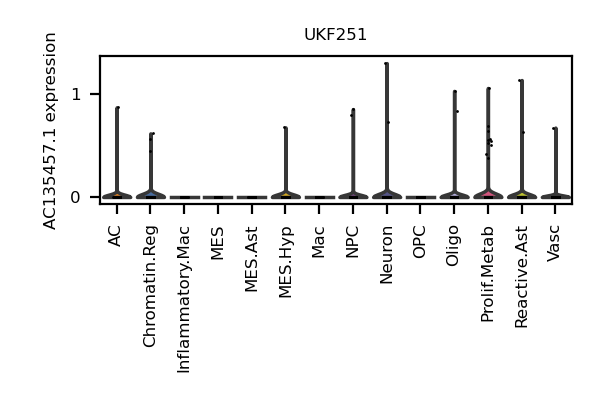 UKF251
AC135457.1 expression
1
0
AC
Chromatin.Reg
Inflammatory.Mac
MES
MES.Ast
MES.Hyp
Mac
NPC
Neuron
OPC
Oligo
Prolif.Metab
Reactive.Ast
Vasc